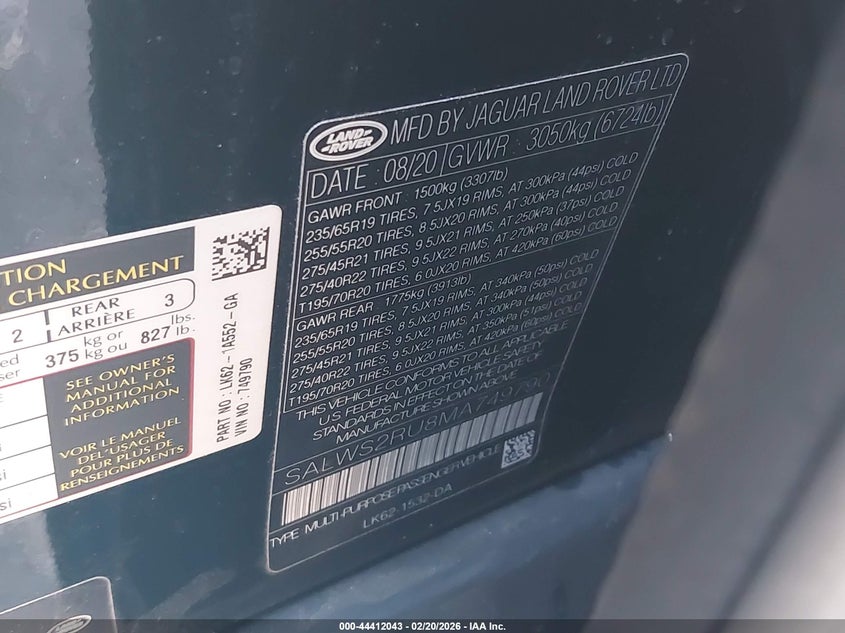 TION
CHARGEMENT
2
REAR
ARRIÈRE
3
375 kg or
kg ou 827 lbs.
lb.
SEE OWNER'S
MANUAL FOR
ADDITIONAL
INFORMATION
VOIR LE MANUEL
DEL'USAGER
POUR PLUS DE
RENSEIGNEMENTS
PART NO : LK62-1A552-GA
VIN NO : 749790
LAND-
-ROVER
MFD BY JAGUAR LAND ROVER LTD
DATE : 08/20 GVWR : 3050kg (6724lb)
GAWR FRONT : 1500kg (3307lb)
235/65R19 TIRES, 7.5JX19 RIMS, AT 300kPa (44psi) COLD
255/55R20 TIRES, 8.5JX20 RIMS, AT 300kPa (44psi) COLD
275/45R21 TIRES, 9.5JX21 RIMS, AT 250kPa (37psi) COLD
275/40R22 TIRES, 9.5JX22 RIMS, AT 270kPa (40psi) COLD
T195/70R20 TIRES, 6.0JX20 RIMS, AT 420kPa (60psi) COLD
GAWR REAR : 1775kg (3913lb)
235/65R19 TIRES, 7.5JX19 RIMS, AT 340kPa (50psi) COLD
255/55R20 TIRES, 8.5JX20 RIMS, AT 340kPa (50psi) COLD
275/45R21 TIRES, 9.5JX21 RIMS, AT 300kPa (44psi) COLD
275/40R22 TIRES, 9.5JX22 RIMS, AT 350kPa (51psi) COLD
T195/70R20 TIRES, 6.0JX20 RIMS, AT 420kPa (60psi) COLD
THIS VEHICLE CONFORMS TO ALL APPLICABLE
U.S. FEDERAL MOTOR VEHICLE SAFETY
STANDARDS IN EFFECT ON THE DATE OF
MANUFACTURE SHOWN ABOVE
SALWS2RU8MA749790
TYPE: MULTI-PURPOSE PASSENGER VEHICLE
LK62-1532-DA
000-44412043 | 02/20/2026 - IAA Inc.